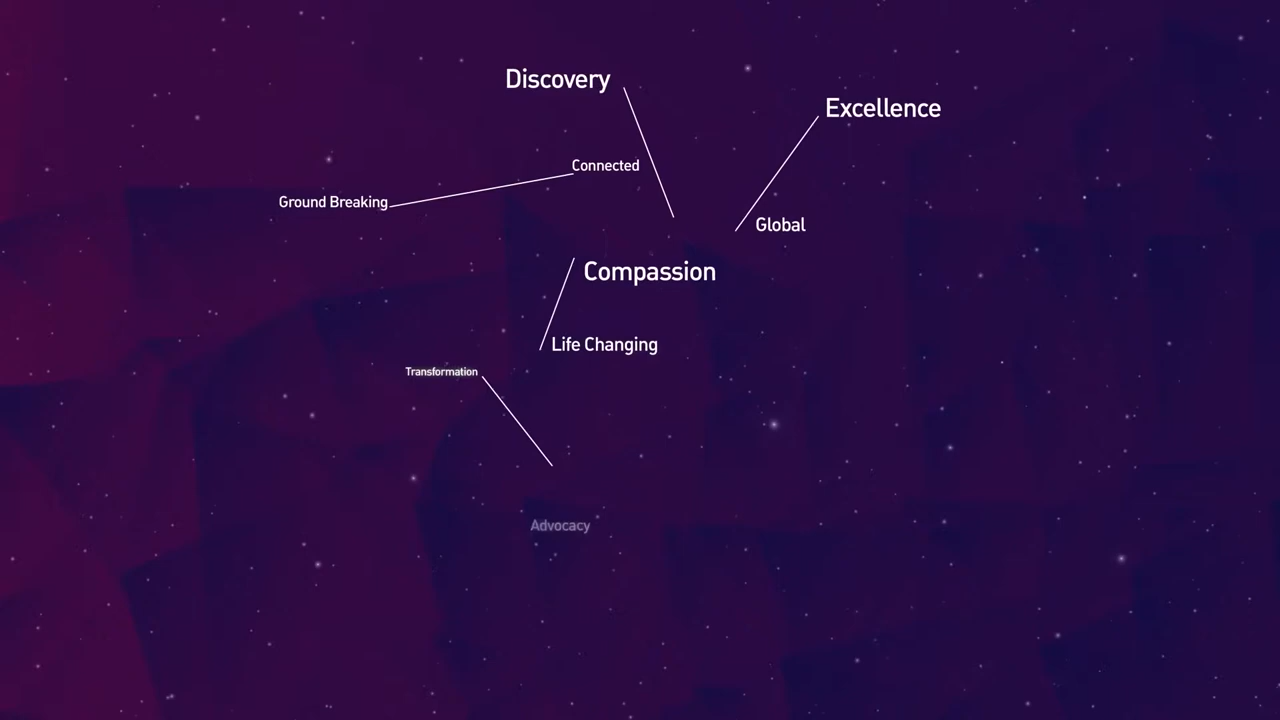 Discovery
Excellence
Connected
Ground Breaking
Global
Compassion
Life Changing
Transformation
Advocacy